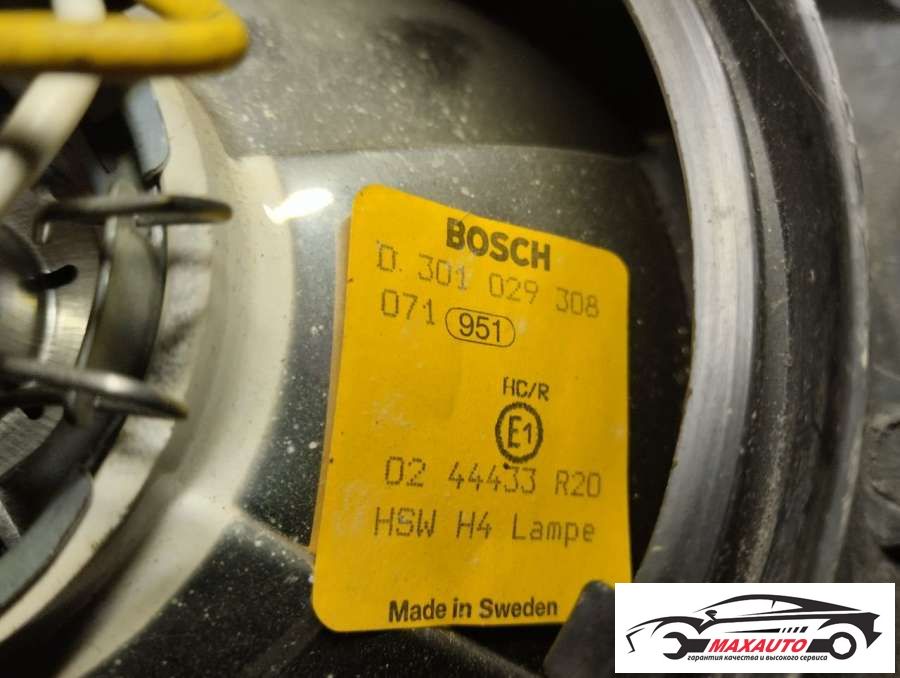 BOSCH
0 301 029 308
071 951
HC/R
E1
02 44433 R20
HSW H4 Lampe
Made in Sweden
MAXAUTO
гарантия качества и высокого сервиса